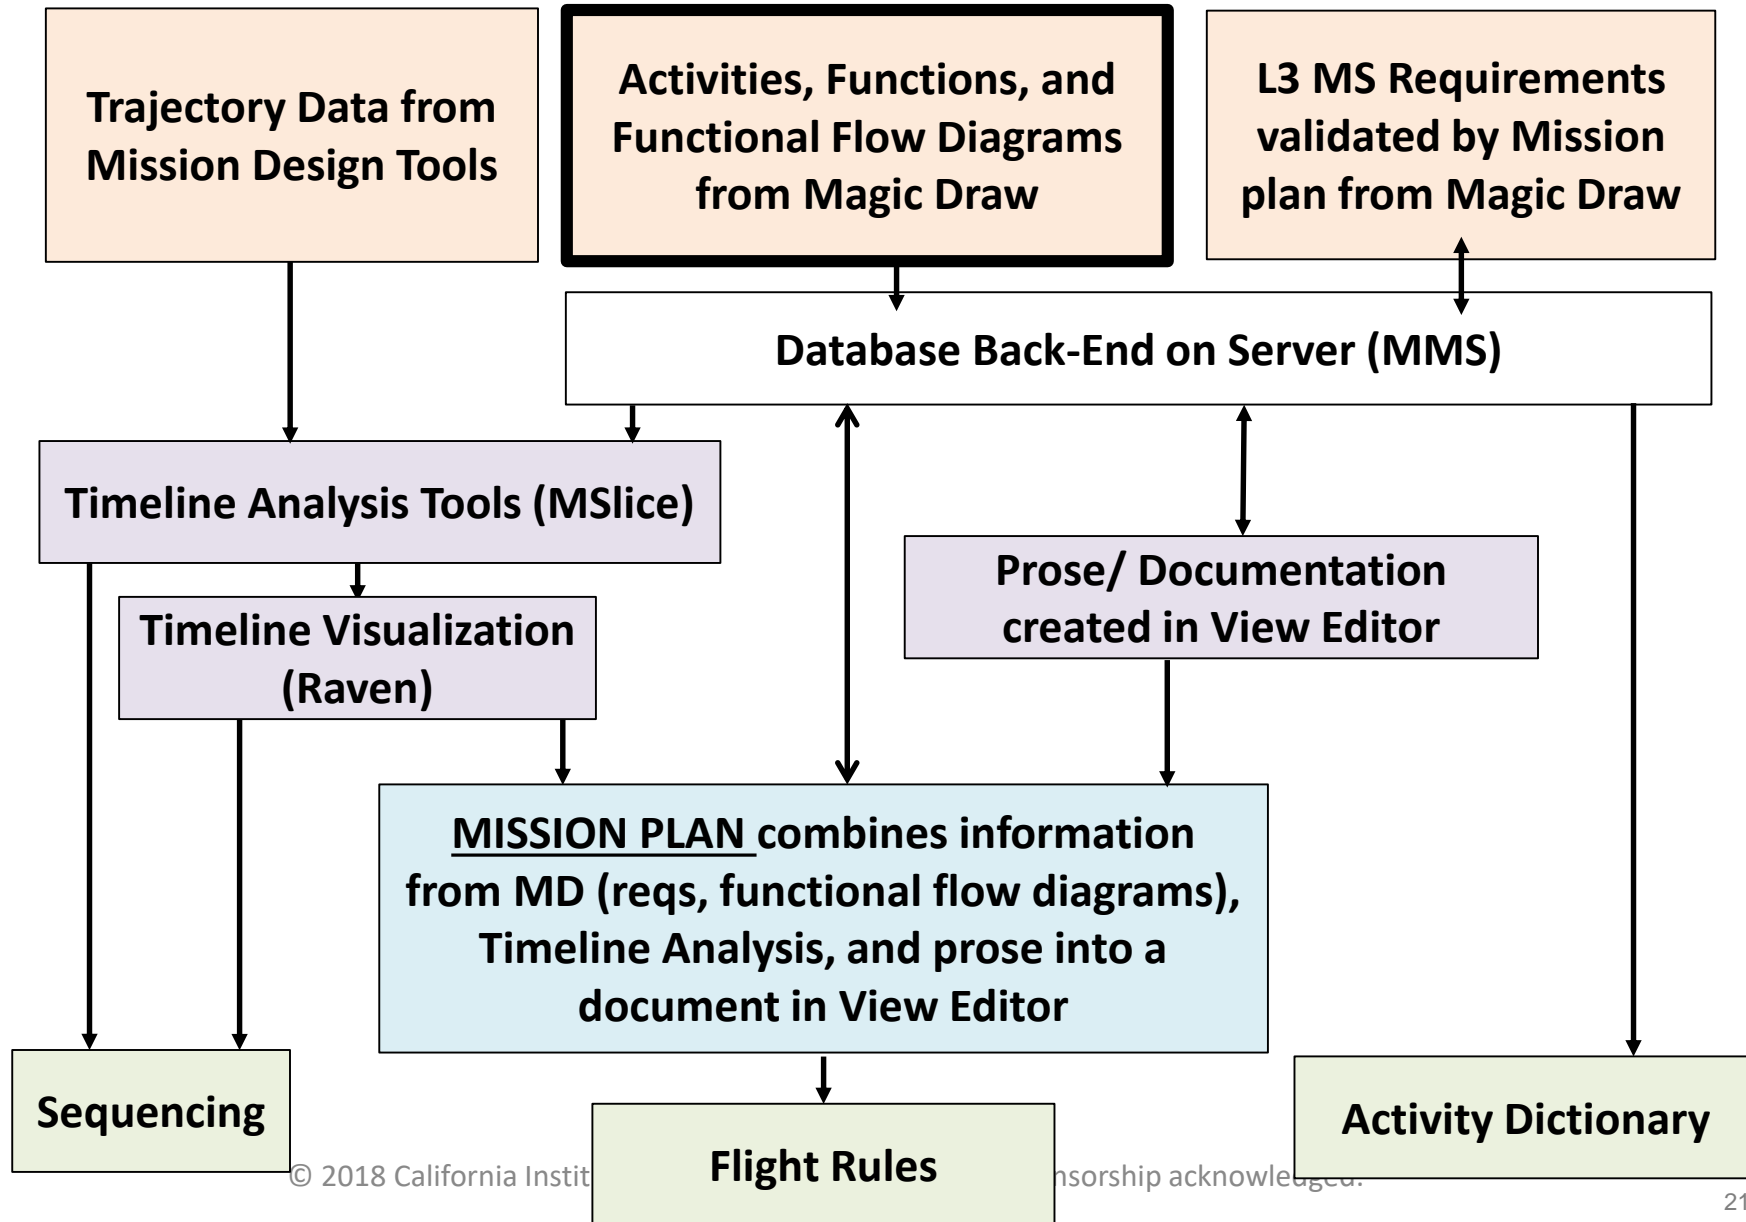 Trajectory Data from
Mission Design Tools
Activities, Functions, and
Functional Flow Diagrams
from Magic Draw
L3 MS Requirements
validated by Mission
plan from Magic Draw
Database Back-End on Server (MMS)
Timeline Analysis Tools (MSlice)
Prose/ Documentation
created in View Editor
Timeline Visualization
(Raven)
MISSION PLAN combines information
from MD (reqs, functional flow diagrams),
Timeline Analysis, and prose into a
document in View Editor
Sequencing
Flight Rules
Activity Dictionary
© 2018 California acknowledged.
21